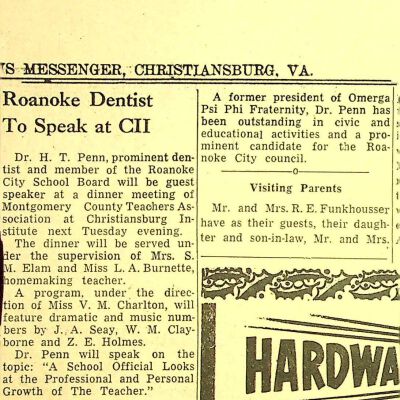 'S MESSENGER, CHRISTIANSBURG, VA.
Roanoke Dentist
To Speak at CII
Dr. H. T. Penn, prominent den-
tist and member of the Roanoke
City School Board will be guest
speaker at a dinner meeting of
Montgomery County Teachers As-
sociation at Christiansburg In-
stitute next Tuesday evening.
The dinner will be served un-
der the supervision of Mrs. S.
M. Elam and Miss L. A. Burnette,
homemaking teacher.
A program, under the direc-
tion of Miss V. M. Charlton, will
feature dramatic and music num-
bers by J. A. Seay, W. M. Clay-
borne and Z. E. Holmes.
Dr. Penn will speak on the
topic: "A School Official Looks
at the Professional and Personal
Growth of The Teacher."
A former president of Omerga
Psi Phi Fraternity, Dr. Penn has
been outstanding in civic and
educational activities and a pro-
minent candidate for the Roa-
noke City council.
Visiting Parents
Mr. and Mrs. R. E. Funkhousser
have as their guests, their daugh-
ter and son-in-law, Mr. and Mrs.
HARDWA